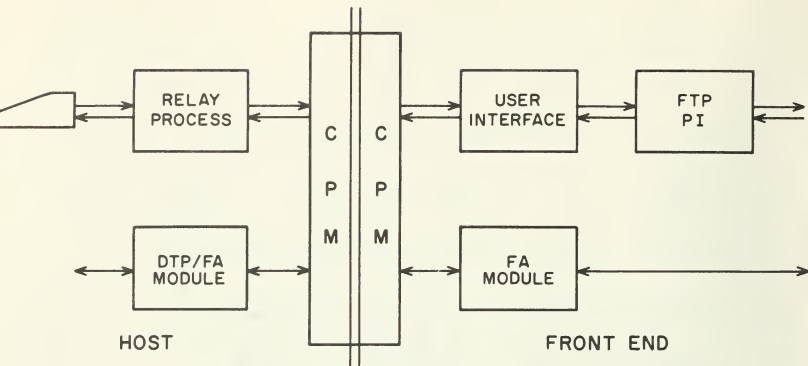 RELAY
PROCESS
C
P
M
C
P
M
USER
INTERFACE
FTP
PI
DTP/FA
MODULE
FA
MODULE
HOST
FRONT END